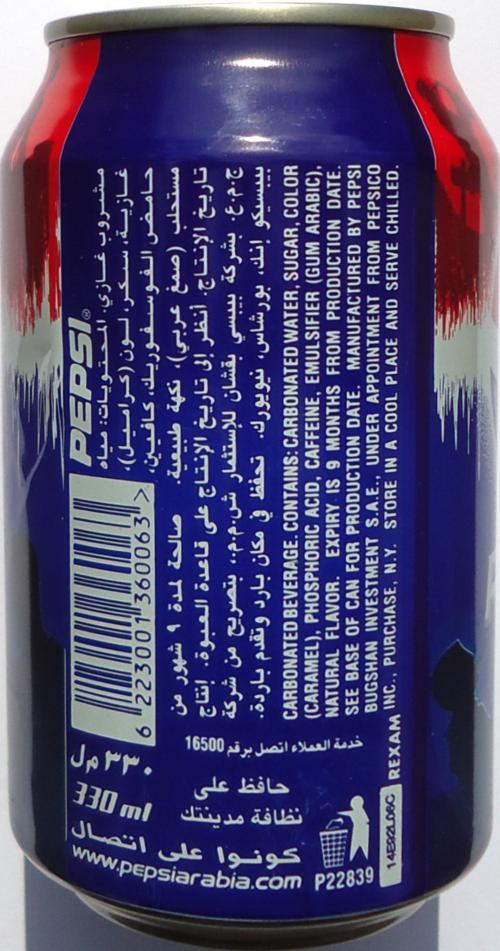 PEPSI®
مشروب غازي. المحتويات: مياه
غازية، سكر، لون (كراميل)،
حامض الفوسفوريك، كافيين،
مستحلب (صمغ عربي)، نكهة طبيعية. صالحة لمدة ٩ شهور من
تاريخ الإنتاج. أنظر إلى تاريخ الإنتاج على قاعدة العبوة. إنتاج
ج.م.ع. بشركة بيبسي بقشان للإستثمار ش.م.م.، بتصريح من شركة
بيبسيكو إنك. بورشاس، نيويورك. تحفظ في مكان بارد وتقدم باردة.
CARBONATED BEVERAGE. CONTAINS: CARBONATED WATER, SUGAR, COLOR
(CARAMEL), PHOSPHORIC ACID, CAFFEINE, EMULSIFIER (GUM ARABIC),
NATURAL FLAVOR. EXPIRY IS 9 MONTHS FROM PRODUCTION DATE.
SEE BASE OF CAN FOR PRODUCTION DATE. MANUFACTURED BY PEPSI
BUGSHAN INVESTMENT S.A.E., UNDER APPOINTMENT FROM PEPSICO
INC., PURCHASE, N.Y. STORE IN A COOL PLACE AND SERVE CHILLED.
6 223001 360063 >
خدمة العملاء اتصل برقم 16500
٣٣٠ مل
330 ml
حافظ على
نظافة مدينتك
كونوا على اتصال
www.pepsiarabia.com
P22839
REXAM